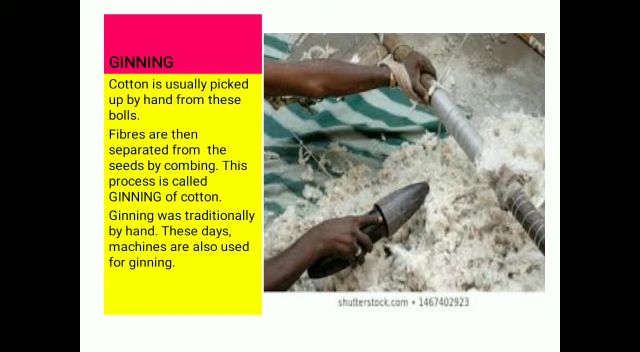 GINNING
Cotton is usually picked
up by hand from these
bolls.
Fibres are then
separated from the
seeds by combing. This
process is called
GINNING of cotton.
Ginning was traditionally
by hand. These days,
machines are also used
for ginning.
shutterstock.com • 1467402923